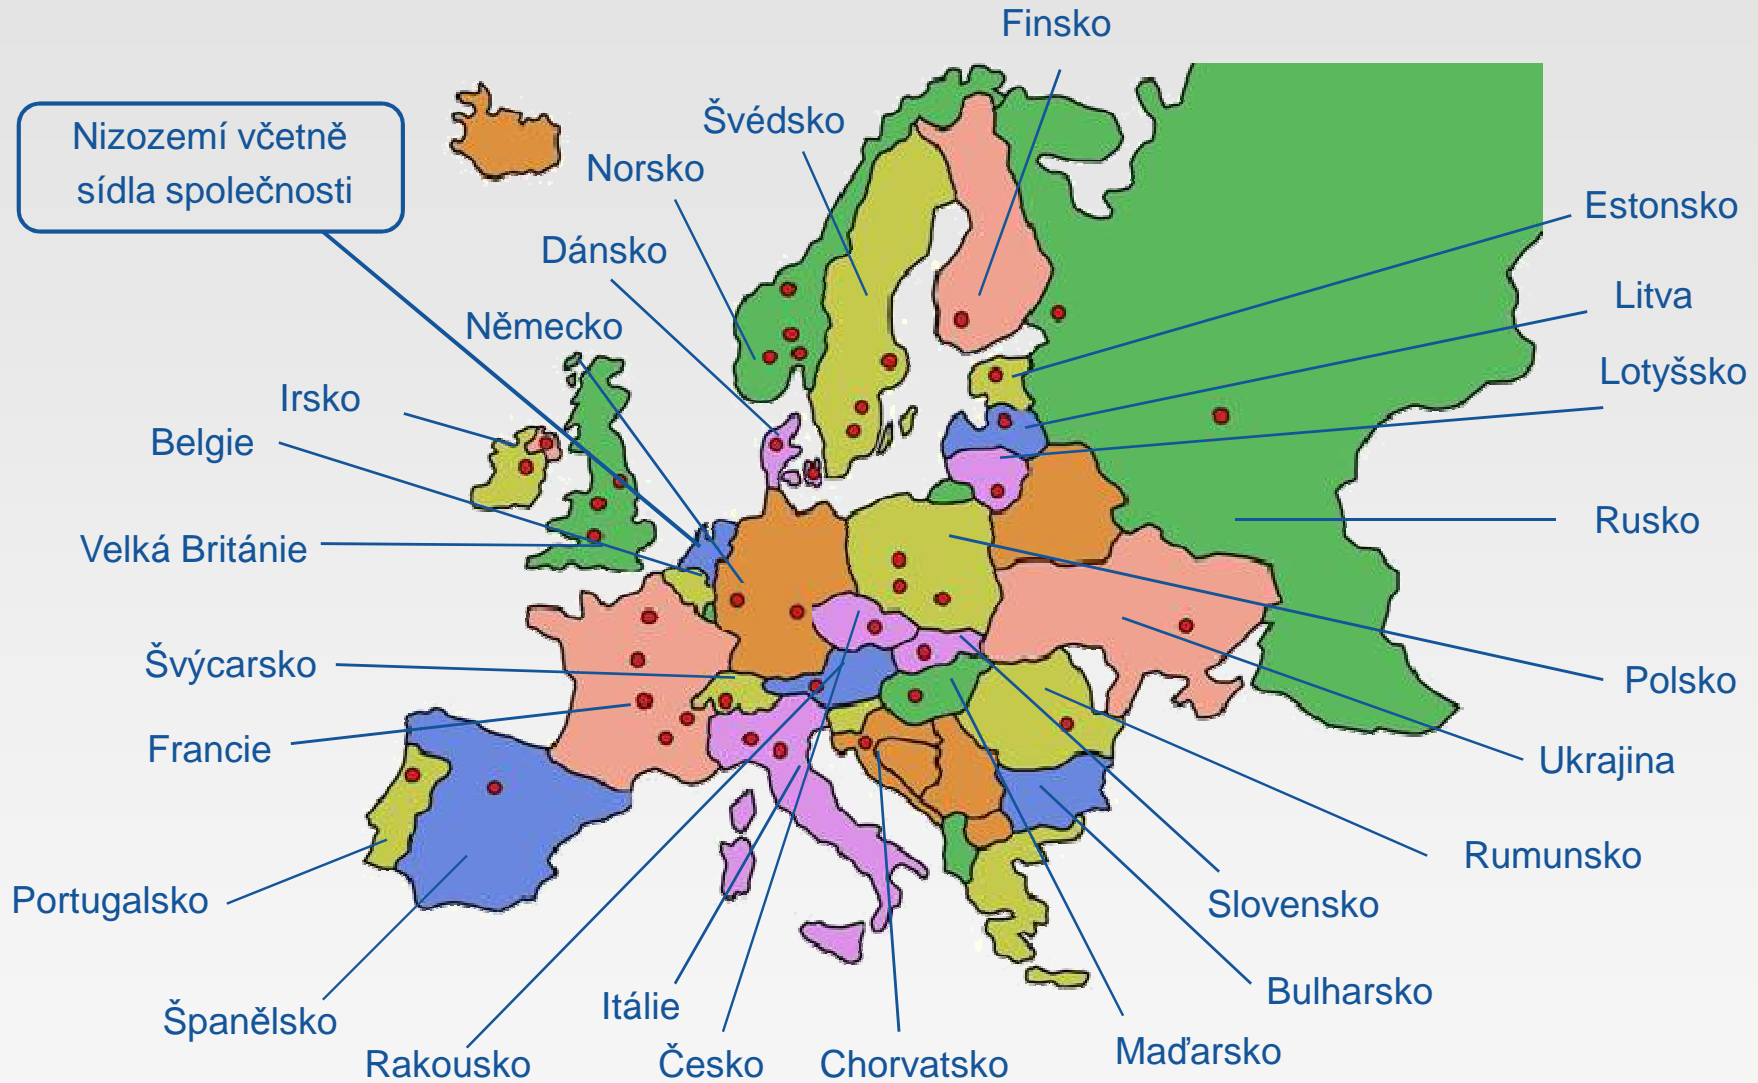 Finsko
Nizozemí včetně
sídla společnosti
Švédsko
Norsko
Dánsko
Německo
Irsko
Belgie
Velká Británie
Švýcarsko
Francie
Portugalsko
Španělsko
Rakousko
Itálie
Česko
Chorvatsko
Maďarsko
Bulharsko
Slovensko
Rumunsko
Ukrajina
Polsko
Rusko
Lotyšsko
Litva
Estonsko